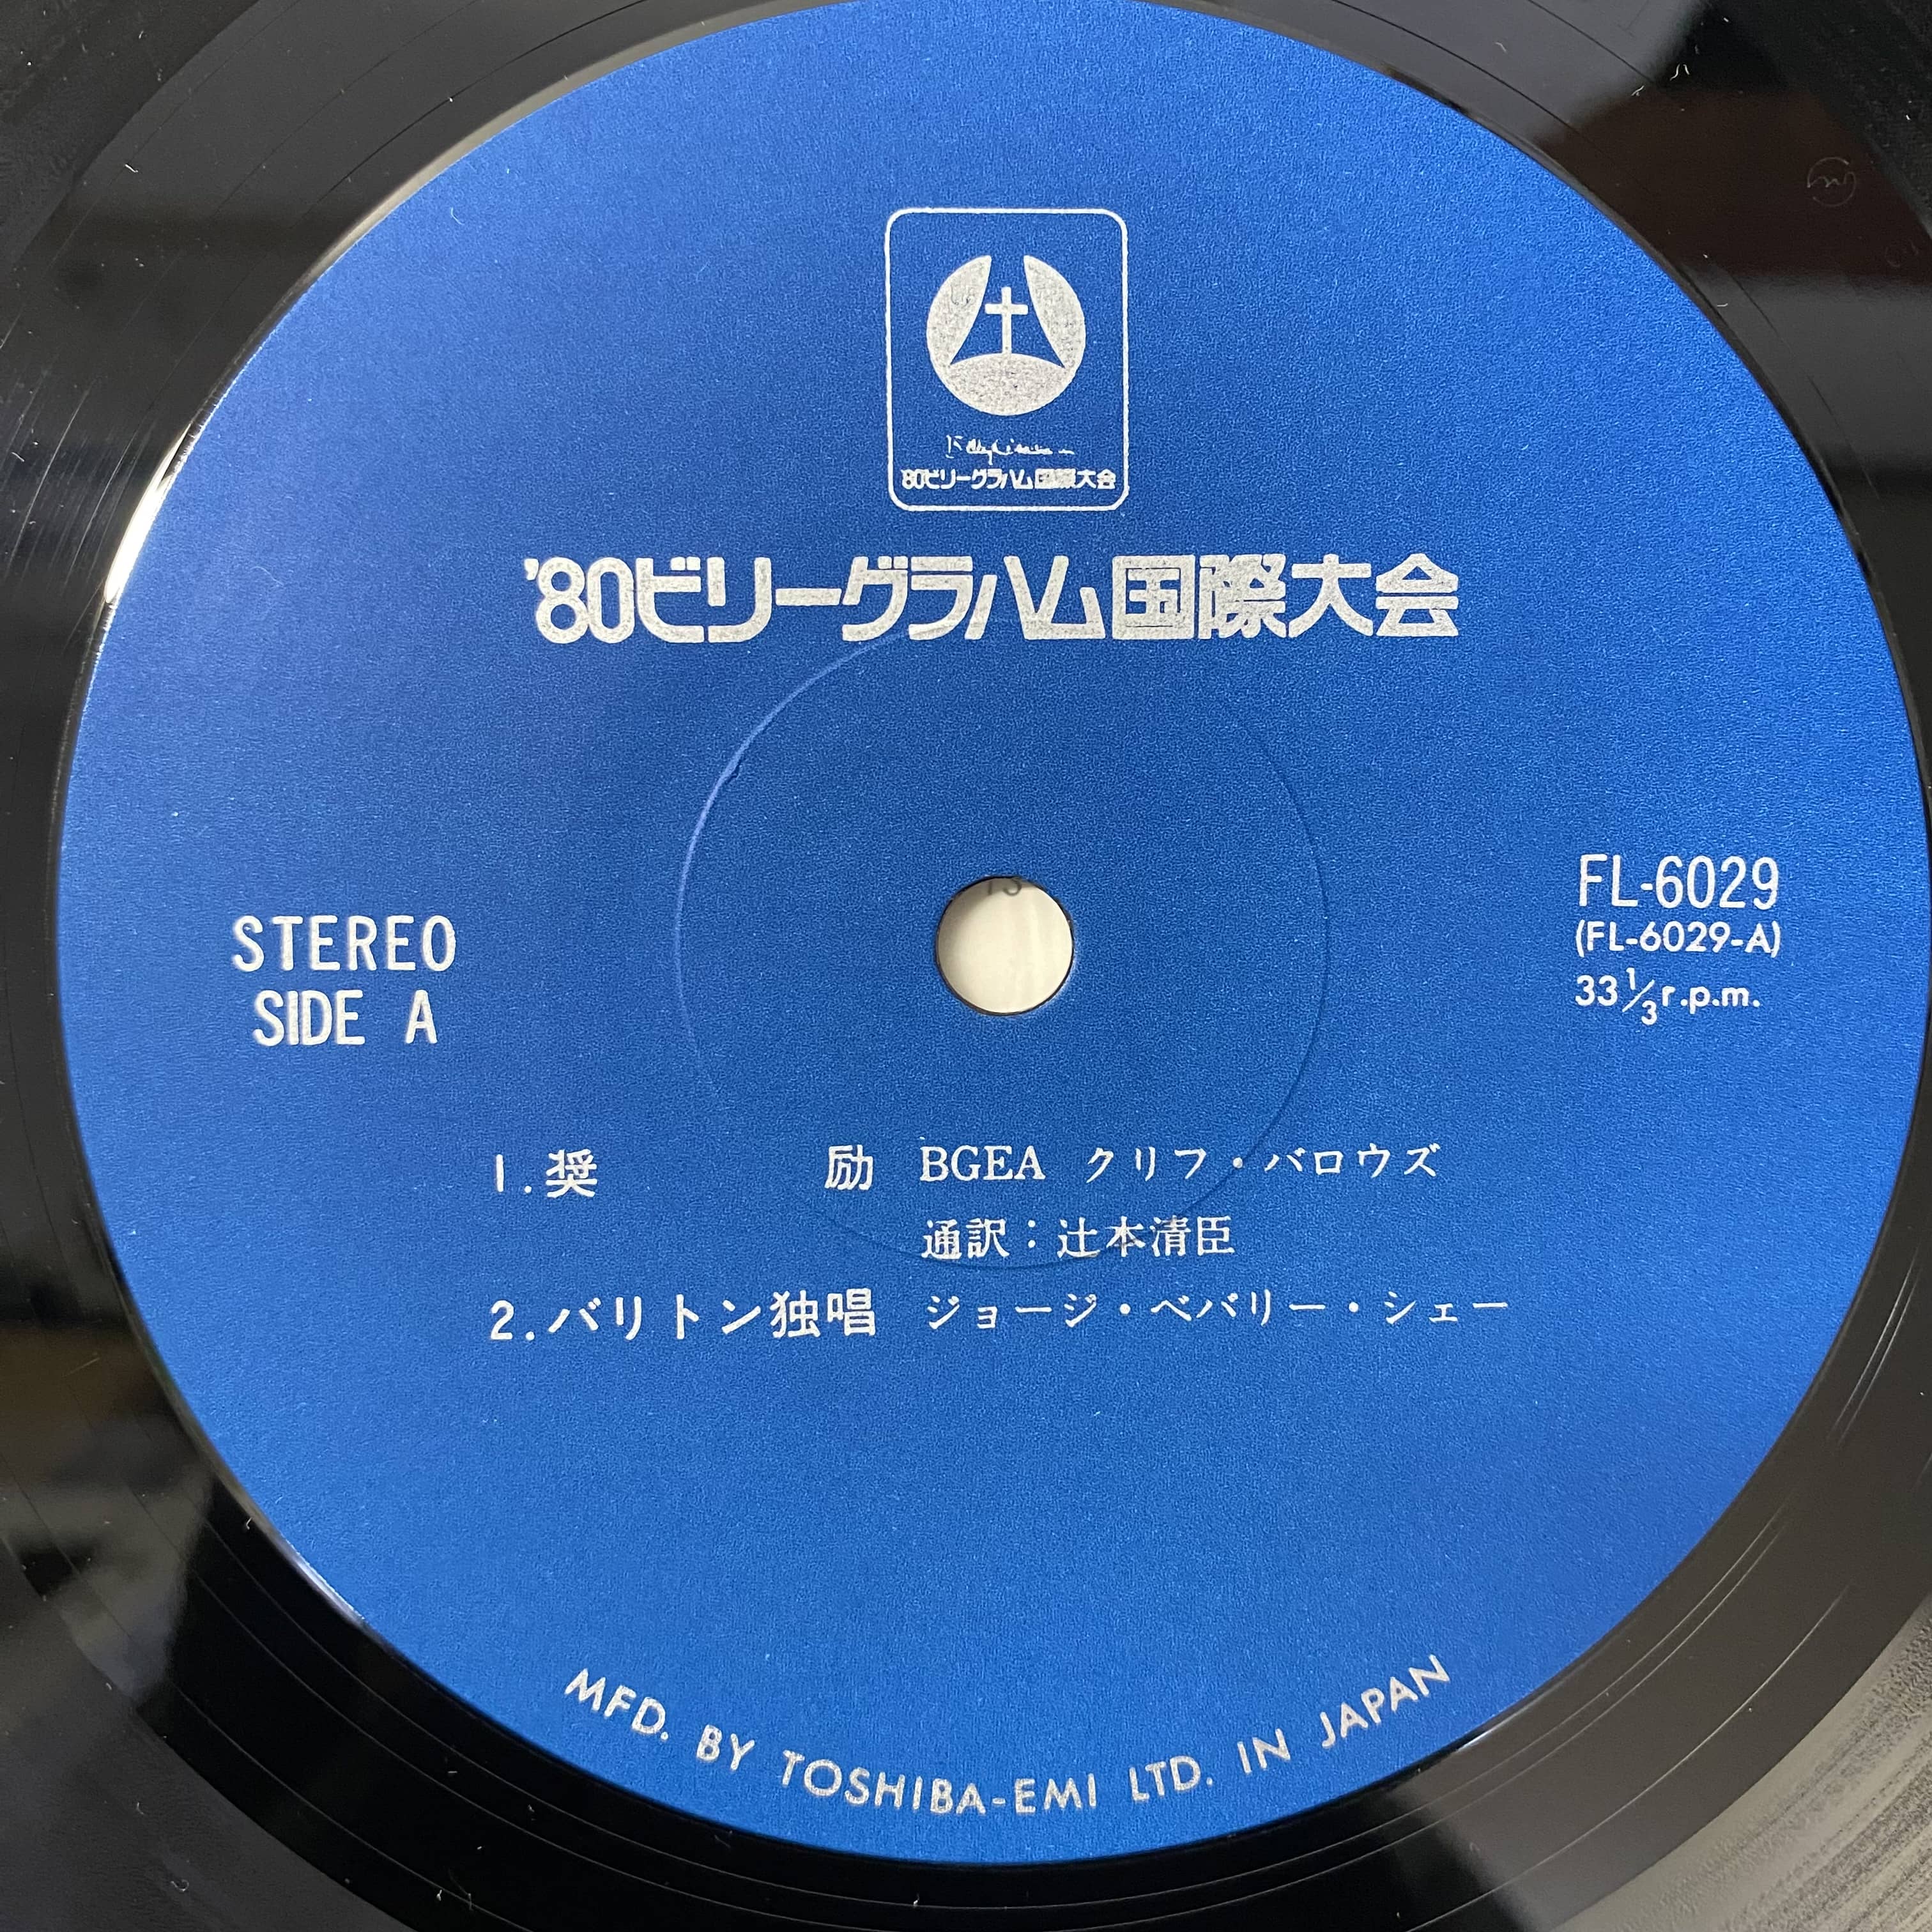 '80ビリーグラハム国際大会
'80ビリーグラハム国際大会
STEREO
SIDE A
FL-6029
(FL-6029-A)
33⅓r.p.m.
1. 奨励 BGEA クリフ・バロウズ
通訳：辻本清臣
2. バリトン独唱 ジョージ・ベバリー・シェー
MFD. BY TOSHIBA-EMI LTD. IN JAPAN